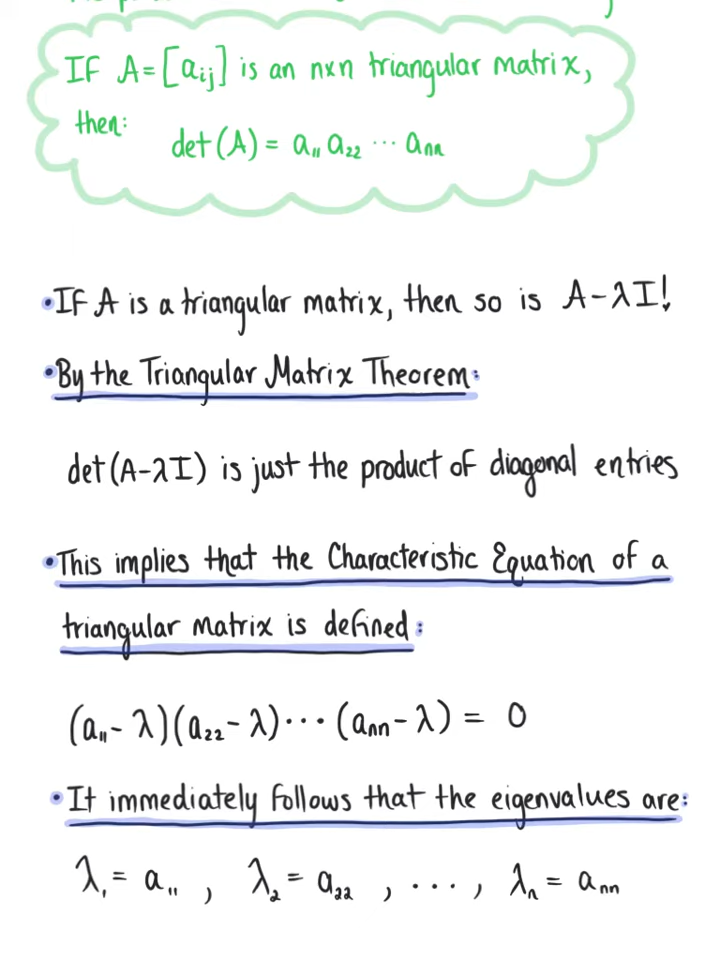 IF A = [aij] is an nxn triangular matrix,
then:
det (A) = a₁₁ a₂₂ ··· aₙₙ
•IF A is a triangular matrix, then so is A-λI!
•By the Triangular Matrix Theorem:
det (A-λI) is just the product of diagonal entries
•This implies that the Characteristic Equation of a
triangular matrix is defined:
(a₁₁-λ)(a₂₂-λ)···(aₙₙ-λ) = 0
•It immediately follows that the eigenvalues are:
λ₁ = a₁₁ , λ₂ = a₂₂ , ··· , λₙ = aₙₙ